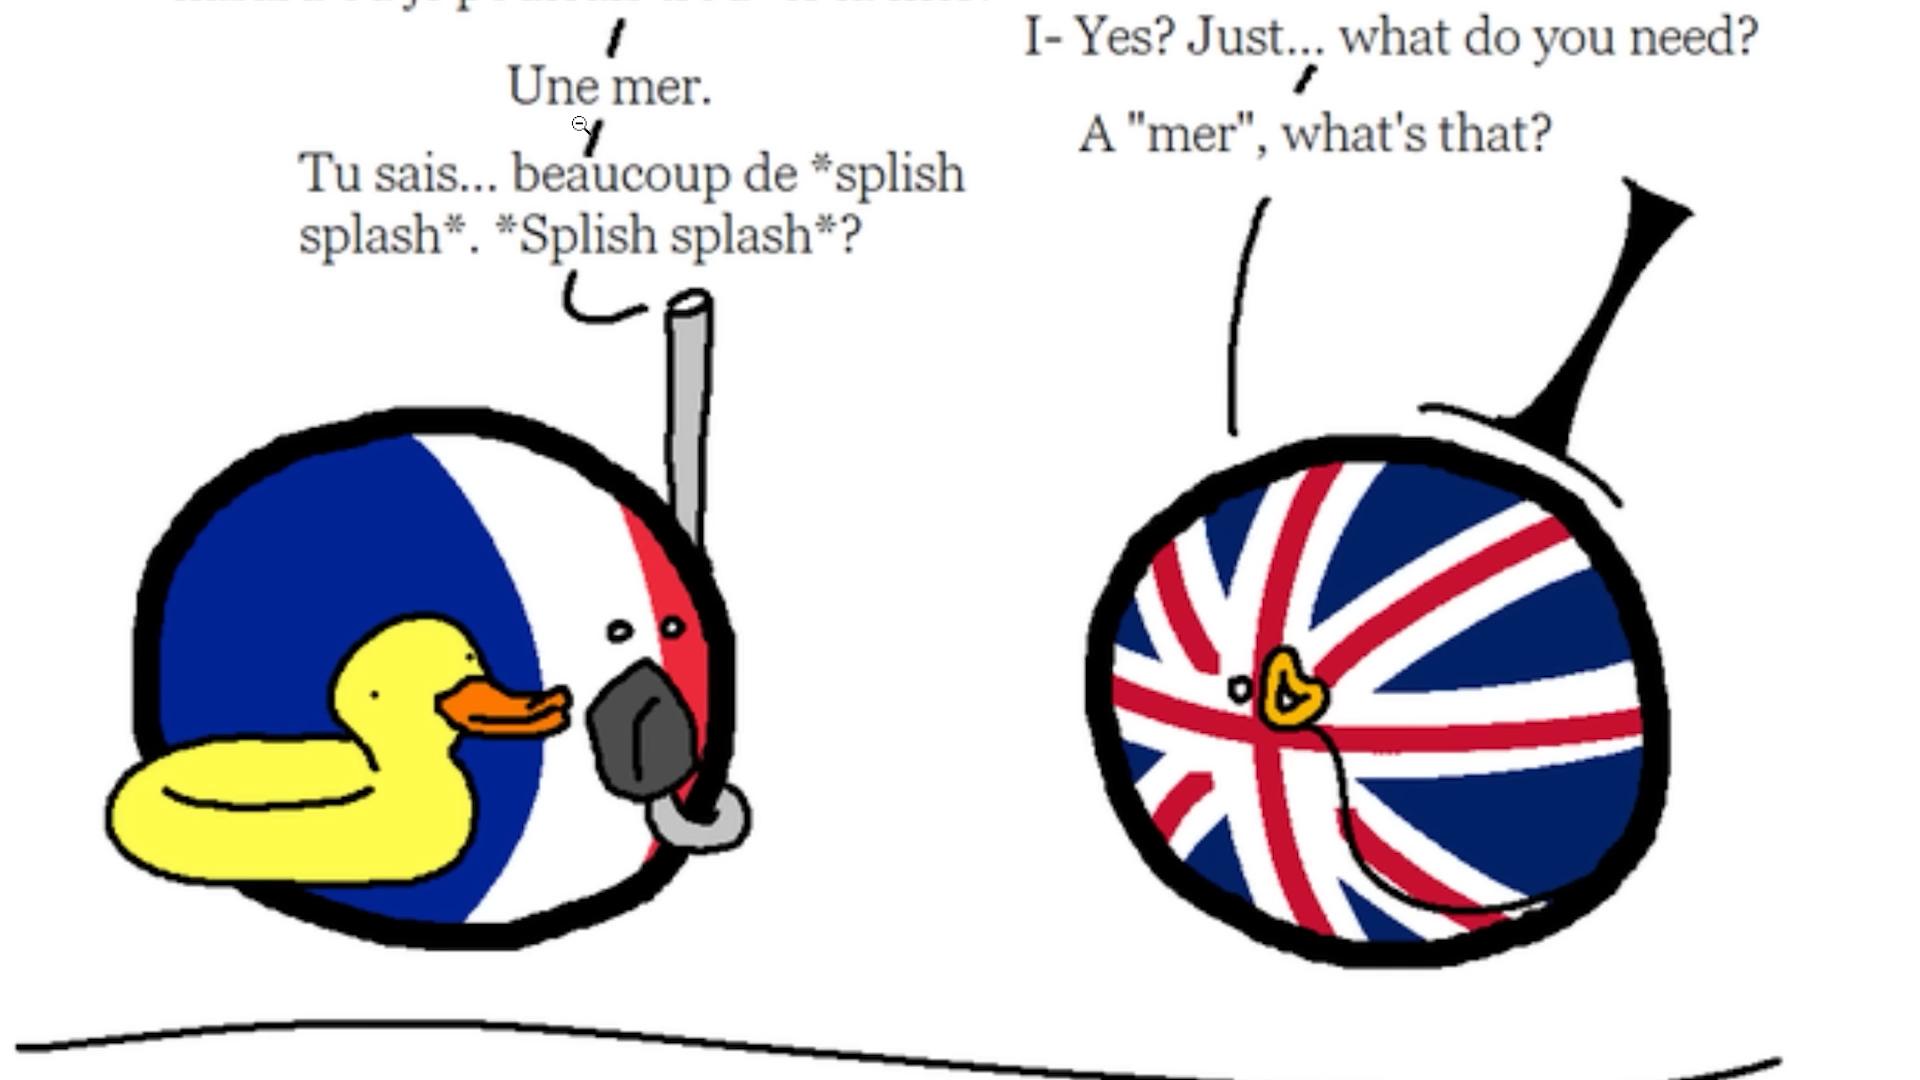 Une mer.
Tu sais... beaucoup de *splish
splash*. *Splish splash*?
I- Yes? Just... what do you need?
A "mer", what's that?